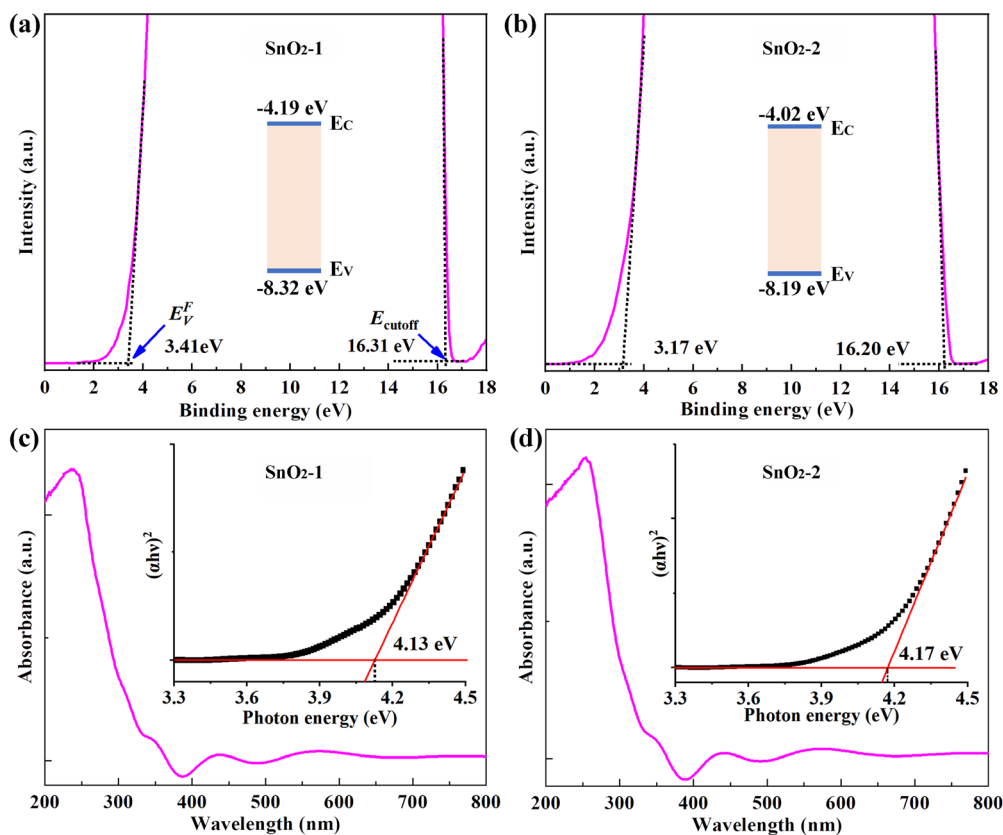 (a)
SnO₂-1
-4.19 eV
EC
EV
-8.32 eV
E_V^F
3.41eV
Ecutoff
16.31 eV
Intensity (a.u.)
0 2 4 6 8 10 12 14 16 18
Binding energy (eV)
(b)
SnO₂-2
-4.02 eV
EC
EV
-8.19 eV
3.17 eV
16.20 eV
Intensity (a.u.)
0 2 4 6 8 10 12 14 16 18
Binding energy (eV)
(c)
SnO₂-1
(αhν)²
4.13 eV
3.3 3.6 3.9 4.2 4.5
Photon energy (eV)
Absorbance (a.u.)
200 300 400 500 600 700 800
Wavelength (nm)
(d)
SnO₂-2
(αhν)²
4.17 eV
3.3 3.6 3.9 4.2 4.5
Photon energy (eV)
Absorbance (a.u.)
200 300 400 500 600 700 800
Wavelength (nm)